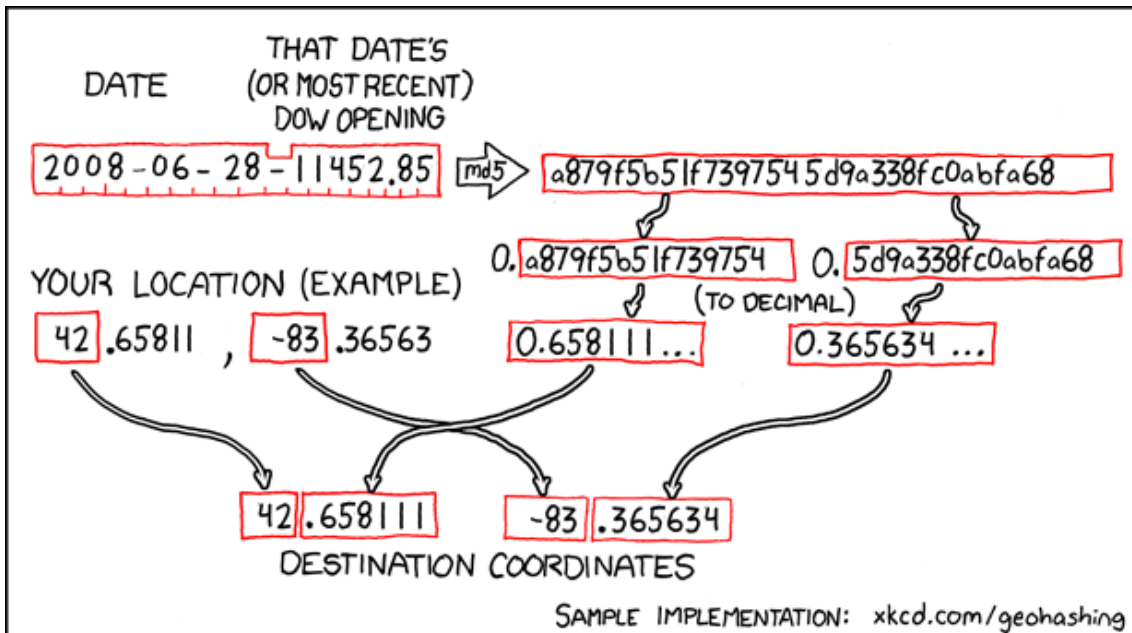 DATE
THAT DATE'S
(OR MOST RECENT)
DOW OPENING
2008-06-28-11452.85
md5
a879f5b51f7397545d9a338fc0abfa68
0.a879f5b51f739754
0.5d9a338fc0abfa68
YOUR LOCATION (EXAMPLE)
(TO DECIMAL)
42.65811, -83.36563
0.658111...
0.365634...
42.658111
-83.365634
DESTINATION COORDINATES
SAMPLE IMPLEMENTATION: xkcd.com/geohashing